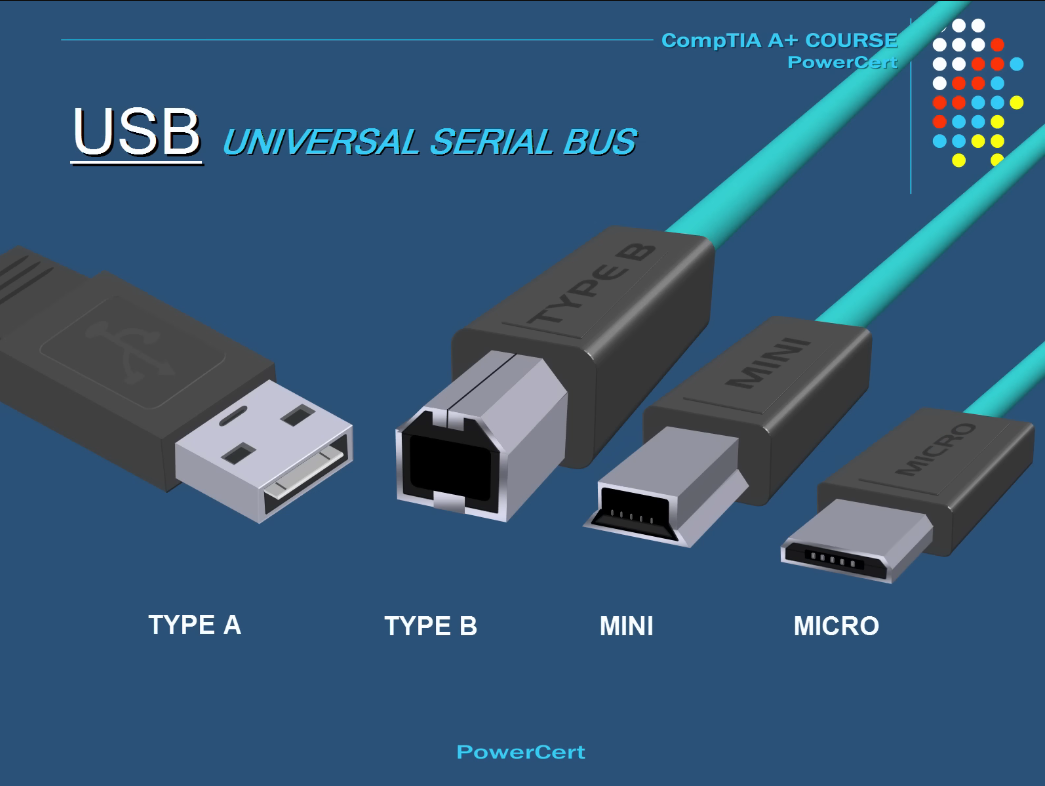 CompTIA A+ COURSE
PowerCert
USB UNIVERSAL SERIAL BUS
TYPE B
MINI
MICRO
TYPE A TYPE B MINI MICRO
PowerCert